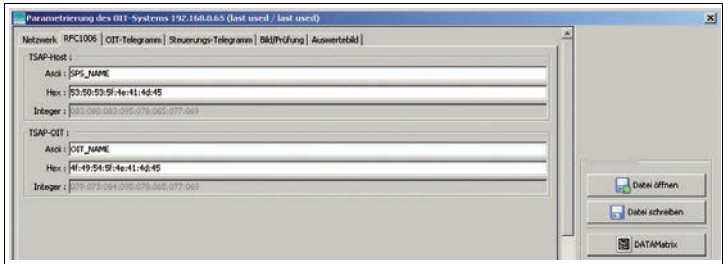 Parametrierung des OIT-Systems 192.168.0.65 (last used / last used)
Netzwerk RFC1006 OIT-Telegramm Steuerungs-Telegramm Bild/Prüfung Auswertebild
TSAP-Host :
Ascii : SPS_NAME
Hex : 53:50:53:5f:4e:41:4d:45
Integer : 083:080:083:095:078:065:077:069
TSAP-OIT :
Ascii : OIT_NAME
Hex : 4f:49:54:5f:4e:41:4d:45
Integer : 079:073:084:095:078:065:077:069
Datei öffnen
Datei schreiben
DATAMatrix